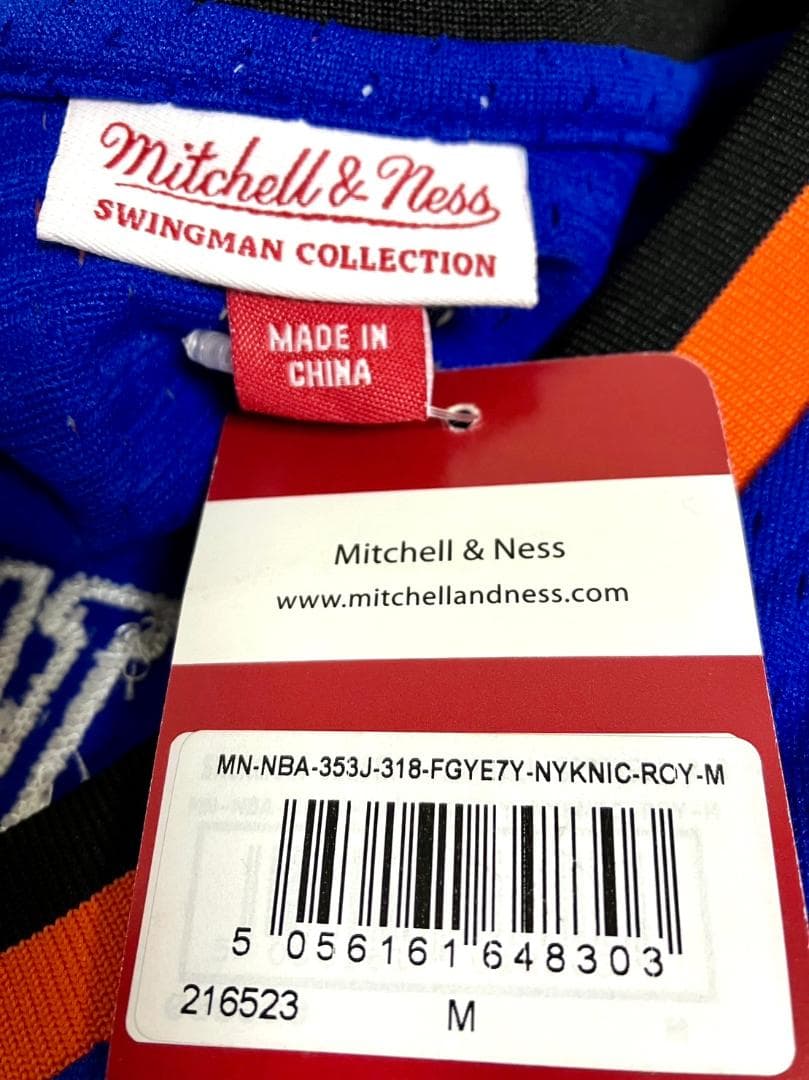 Mitchell & Ness
SWINGMAN COLLECTION
MADE IN
CHINA
Mitchell & Ness
www.mitchellandness.com
MN-NBA-353J-318-FGYE7Y-NYKNIC-ROY-M
5 056161 648303
216523
M